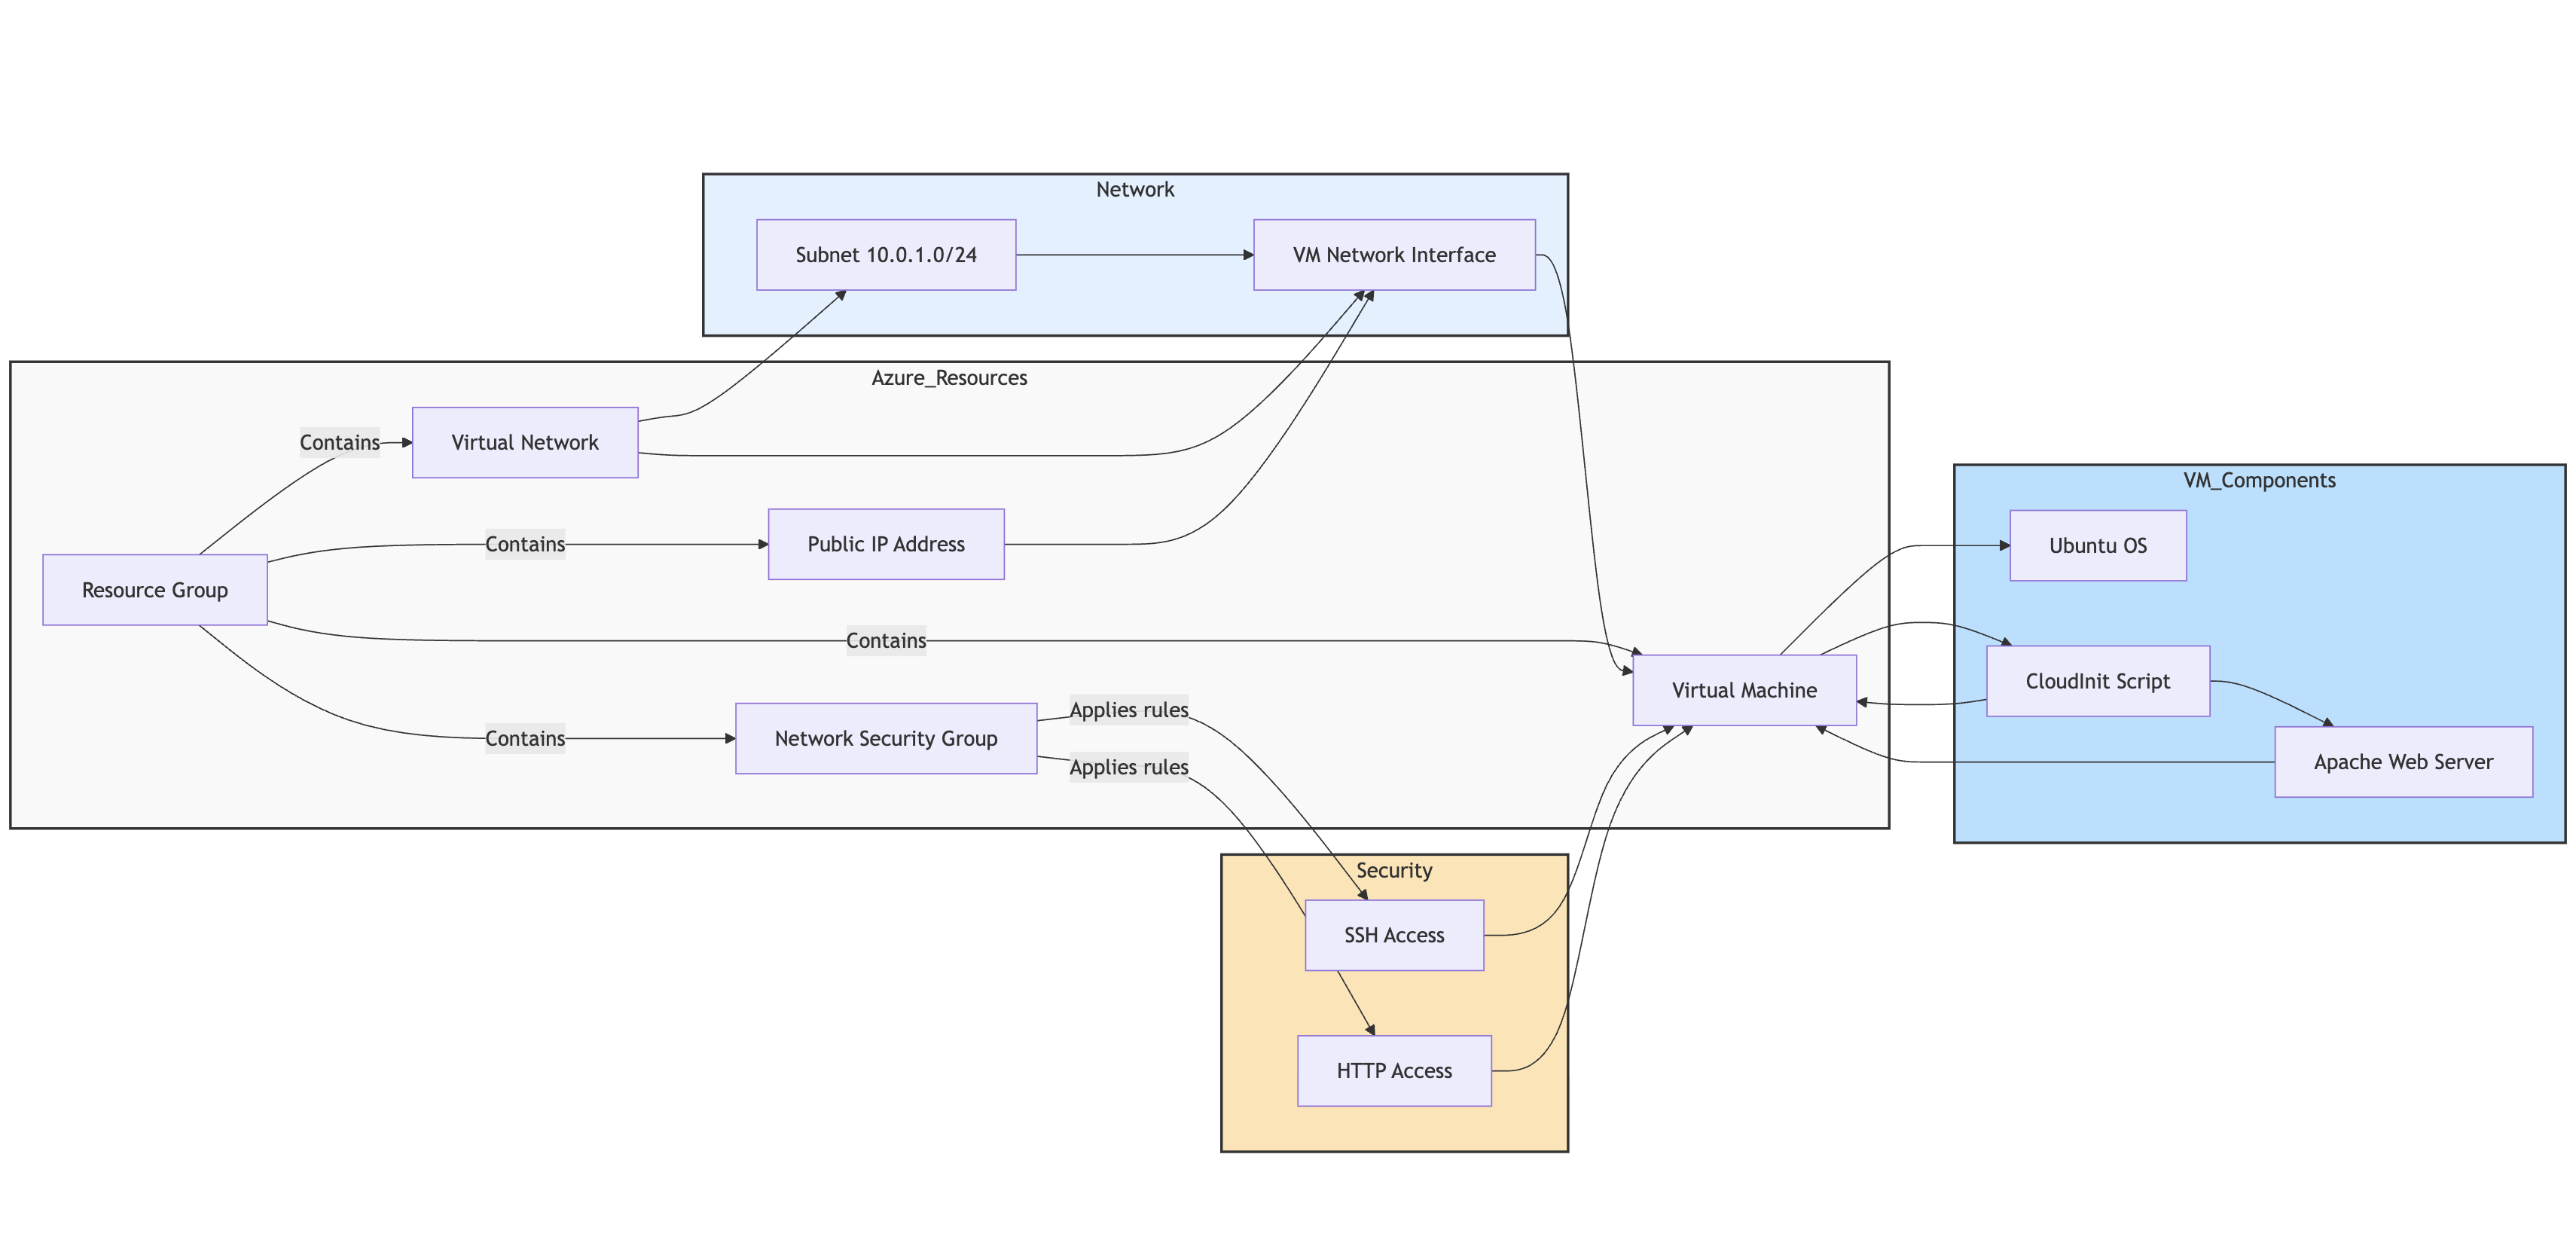 Network
Subnet 10.0.1.0/24
VM Network Interface
Azure_Resources
Contains
Virtual Network
Contains
Public IP Address
Resource Group
Contains
Virtual Machine
Contains
Network Security Group
Applies rules
Applies rules
VM_Components
Ubuntu OS
CloudInit Script
Apache Web Server
Security
SSH Access
HTTP Access